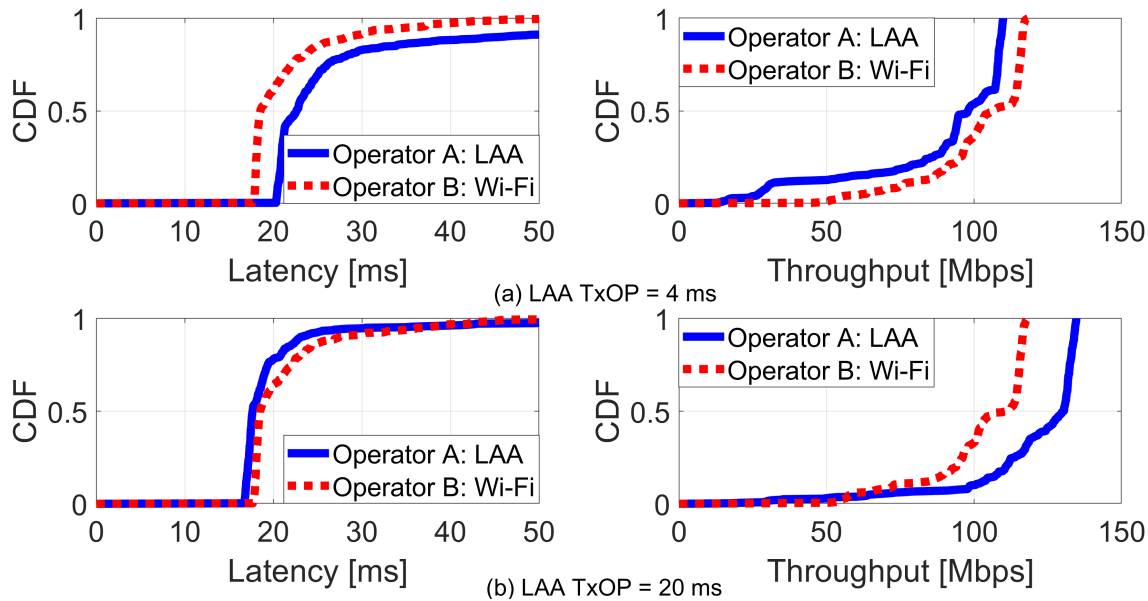 1
0.5
0
CDF
Operator A: LAA
Operator B: Wi-Fi
0 10 20 30 40 50
Latency [ms]
1
0.5
0
CDF
Operator A: LAA
Operator B: Wi-Fi
0 50 100 150
Throughput [Mbps]
(a) LAA TxOP = 4 ms
1
0.5
0
CDF
Operator A: LAA
Operator B: Wi-Fi
0 10 20 30 40 50
Latency [ms]
1
0.5
0
CDF
Operator A: LAA
Operator B: Wi-Fi
0 50 100 150
Throughput [Mbps]
(b) LAA TxOP = 20 ms